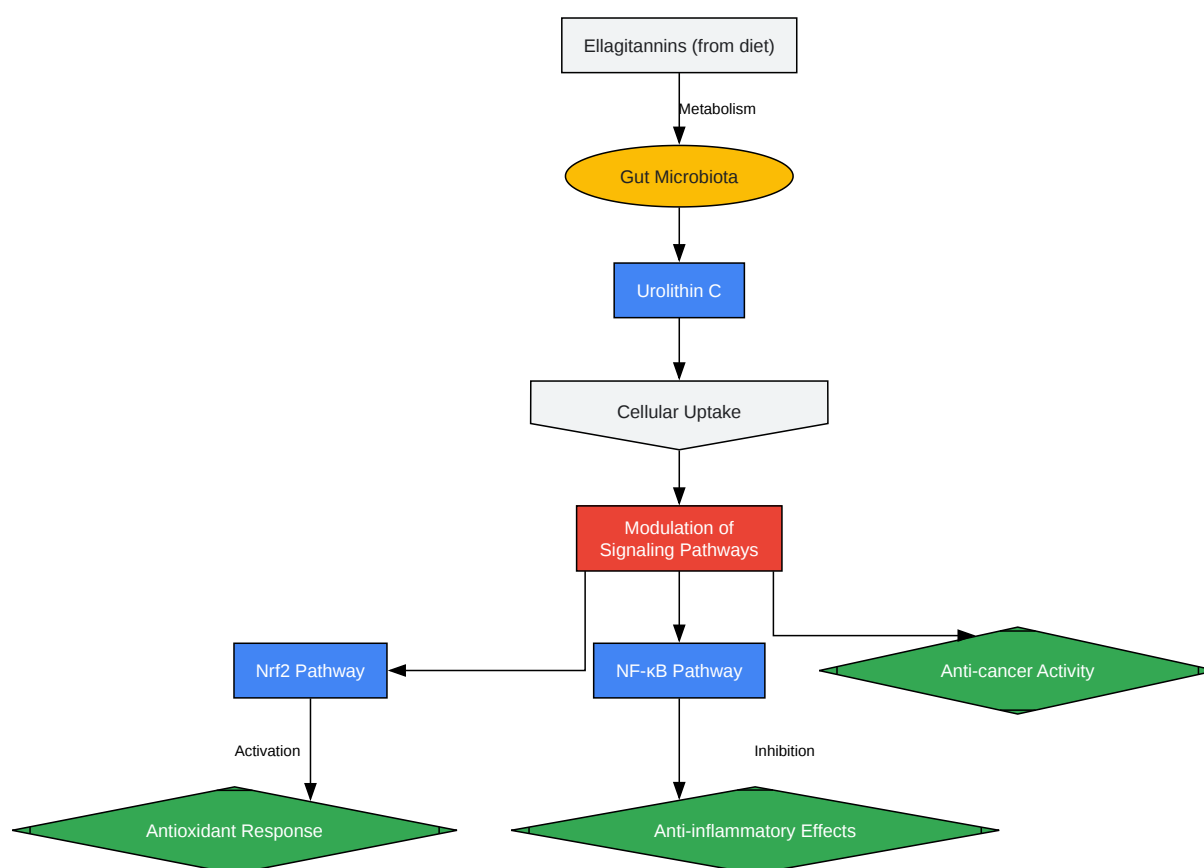 Ellagitannins (from diet)
Metabolism
Gut Microbiota
Urolithin C
Cellular Uptake
Modulation of
Signaling Pathways
Nrf2 Pathway
NF-κB Pathway
Anti-cancer Activity
Activation
Inhibition
Antioxidant Response
Anti-inflammatory Effects